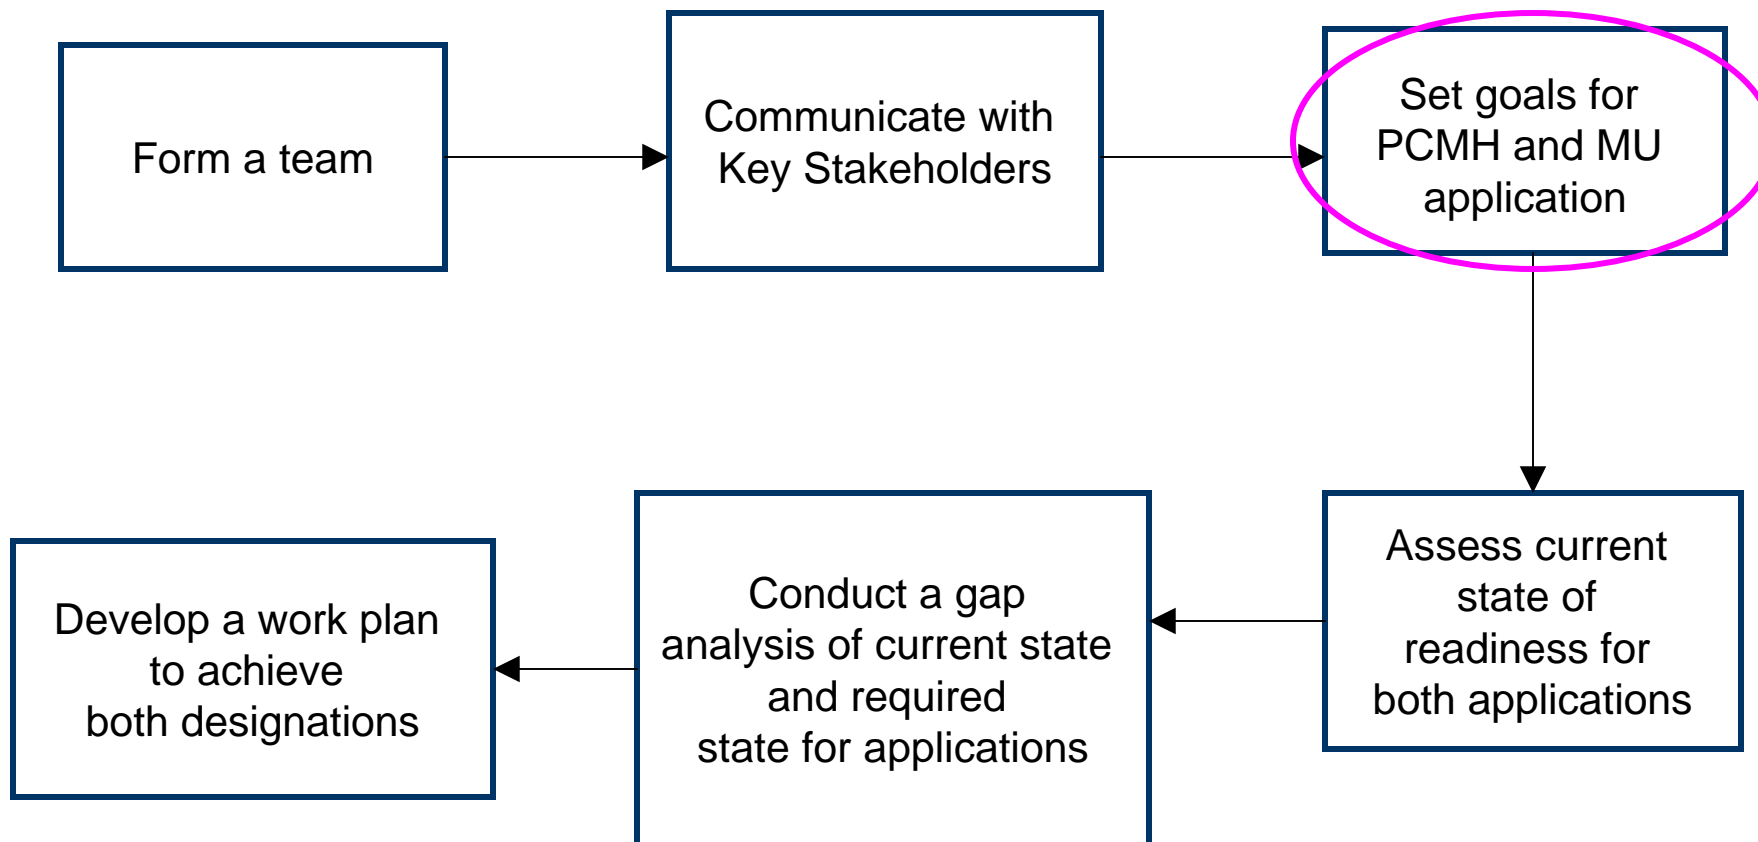 Form a team
Communicate with
Key Stakeholders
Set goals for
PCMH and MU
application
Assess current
state of
readiness for
both applications
Conduct a gap
analysis of current state
and required
state for applications
Develop a work plan
to achieve
both designations